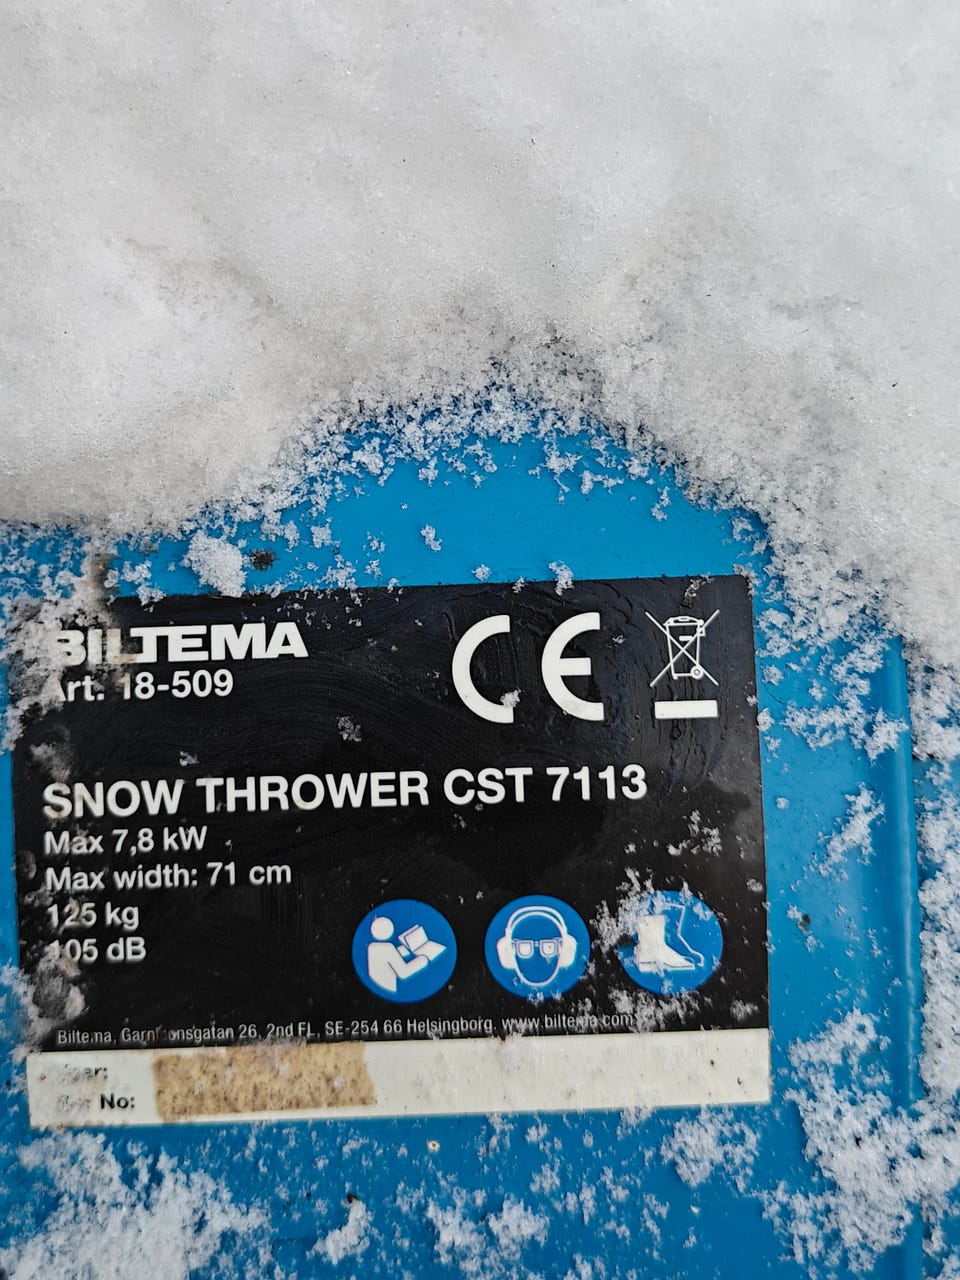 BILTEMA
Art. 18-509
CE
SNOW THROWER CST 7113
Max 7,8 kW
Max width: 71 cm
125 kg
105 dB
Biltema, Garnisonsgatan 26, 2nd FL, SE-254 66 Helsingborg. www.biltema.com
No: